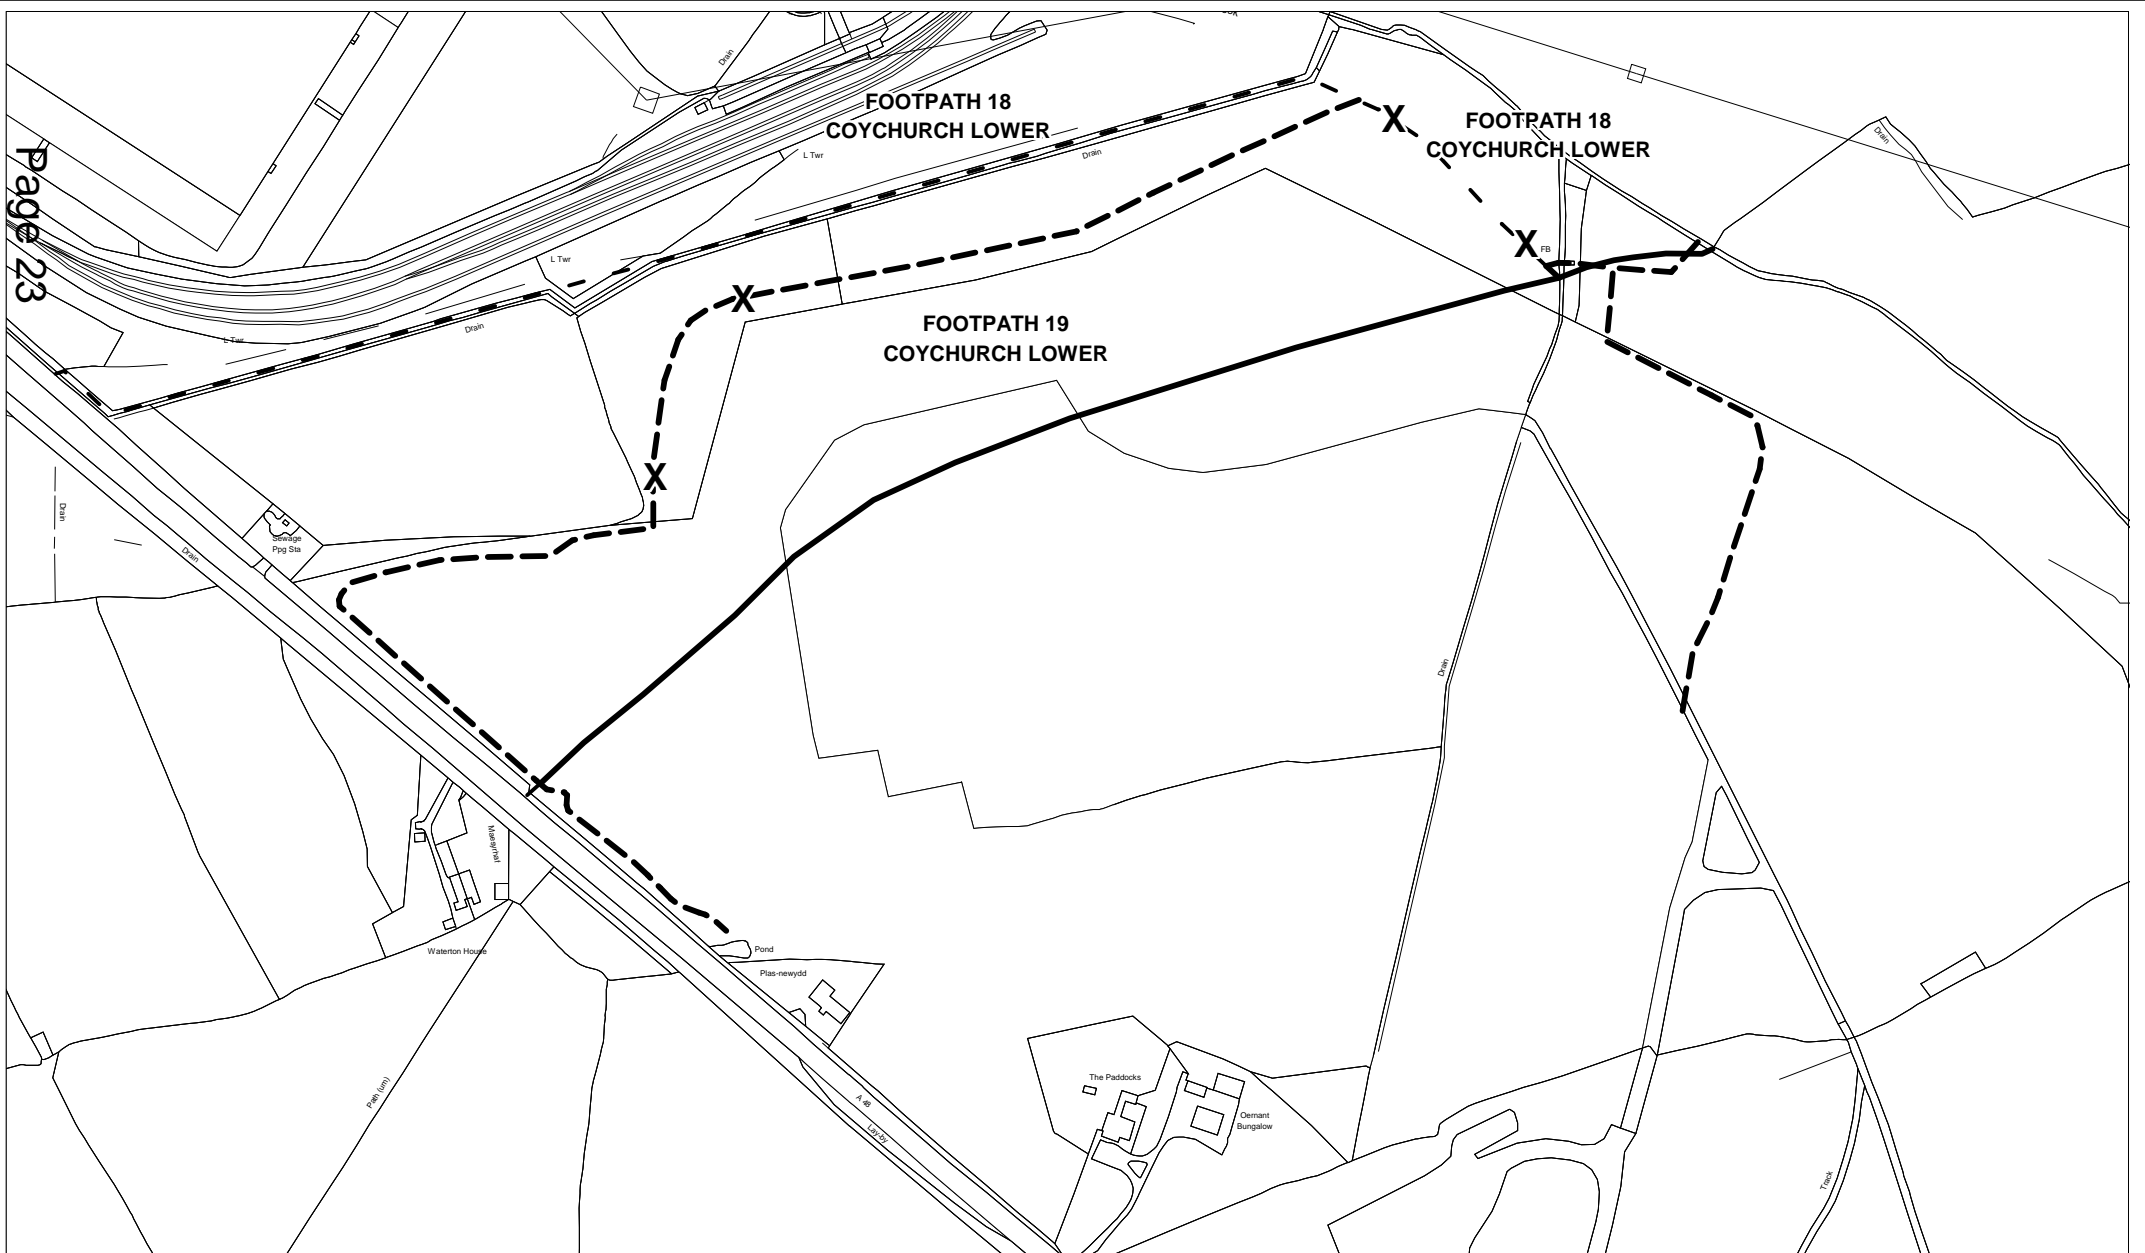 Drain
FOOTPATH 18
COYCHURCH LOWER
FOOTPATH 18
COYCHURCH LOWER
X
Drain
L Twr
Drain
Page 23
L Twr
X
FB
X
FOOTPATH 19
COYCHURCH LOWER
Drain
L Twr
X
Drain
Sewage
Ppg Sta
Drain
Drain
Maesyrhaf
Waterton House
Pond
Plas-newydd
Path (um)
A 48
Lay-by
The Paddocks
Oernant
Bungalow
Track